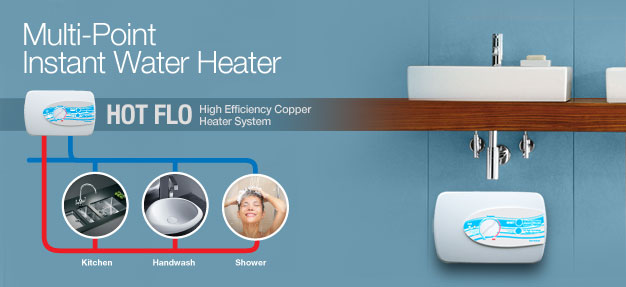 Multi-Point
Instant Water Heater
HOT FLO
High Efficiency Copper
Heater System
Kitchen
Handwash
Shower